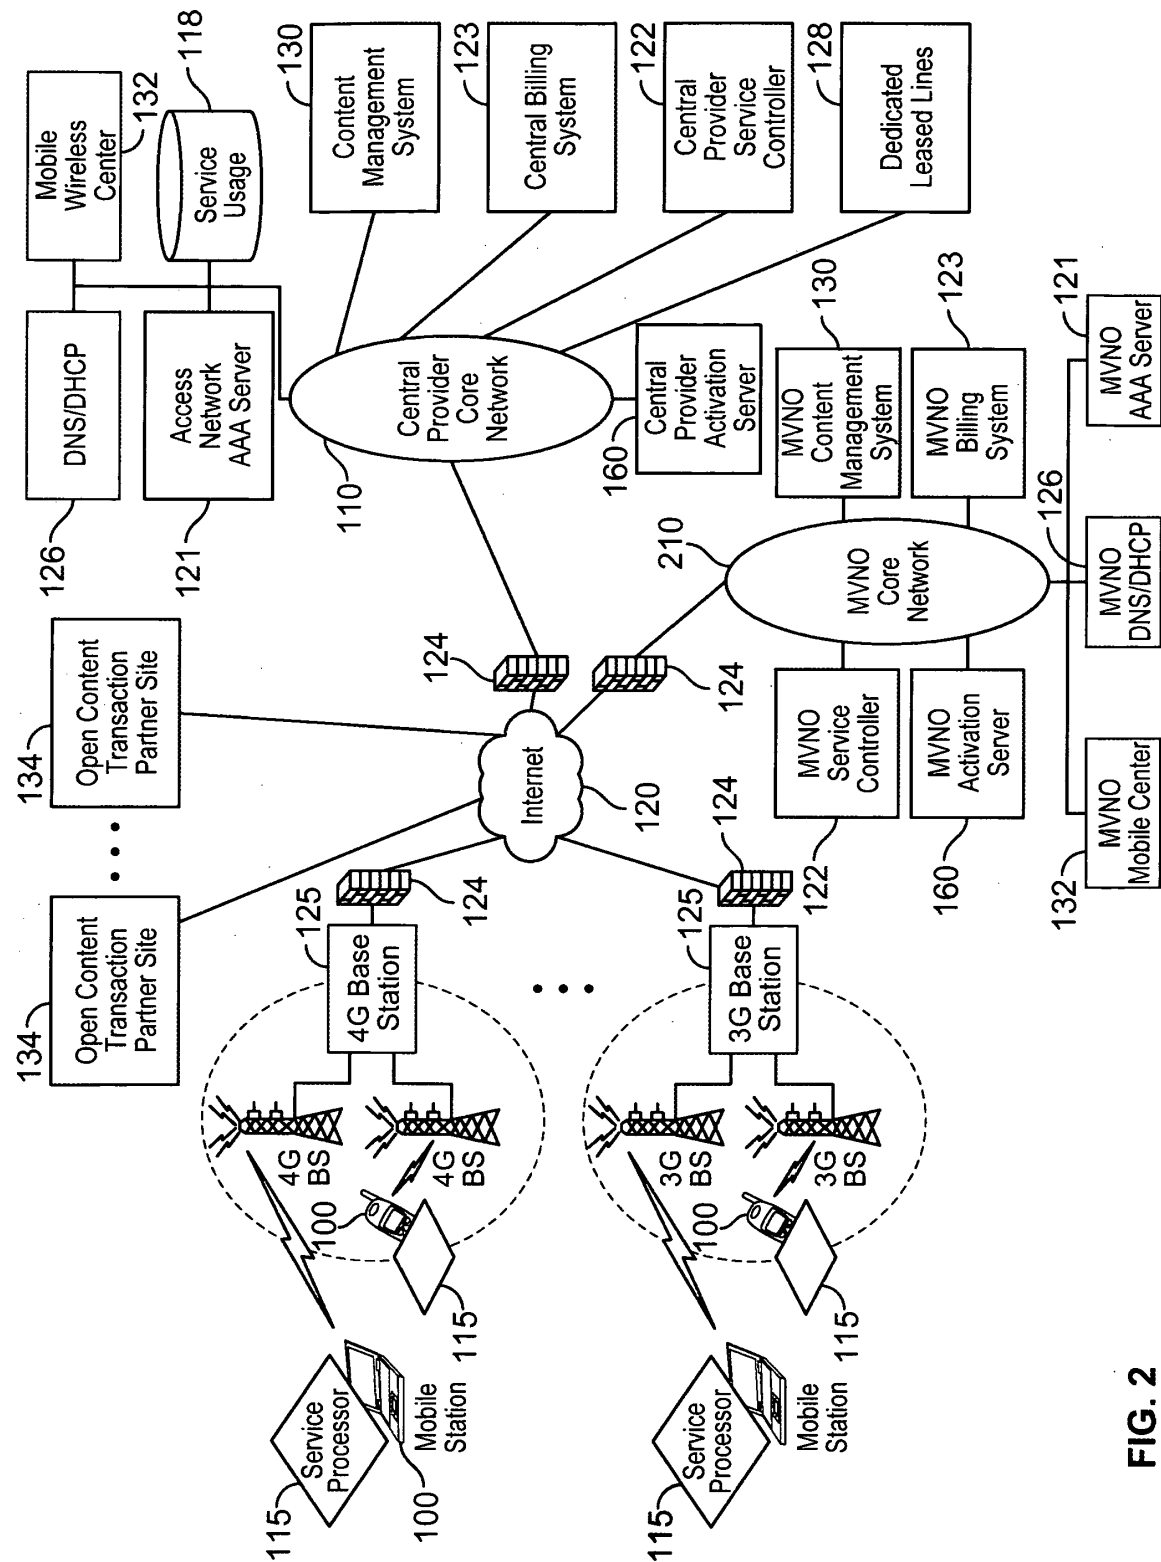 134
Open Content
Transaction
Partner Site
134
Open Content
Transaction
Partner Site
126
DNS/DHCP
Mobile
Wireless
Center
132
121
Access
Network
AAA Server
Service
Usage
118
110
Central
Provider
Core
Network
Content
Management
System
130
Central Billing
System
123
Central
Provider
Service
Controller
122
Dedicated
Leased Lines
128
160
Central
Provider
Activation
Server
115
Service
Processor
100
Mobile
Station
100
115
4G
BS
4G
BS
4G Base
Station
125
124
Internet
120
124
124
115
Service
Processor
Mobile
Station
100
115
3G
BS
3G
BS
3G Base
Station
125
124
210
MVNO
Core
Network
MVNO
Service
Controller
122
MVNO
Content
Management
System
130
MVNO
Activation
Server
160
MVNO
Billing
System
123
MVNO
Mobile Center
132
MVNO
DNS/DHCP
126
MVNO
AAA Server
121
FIG. 2